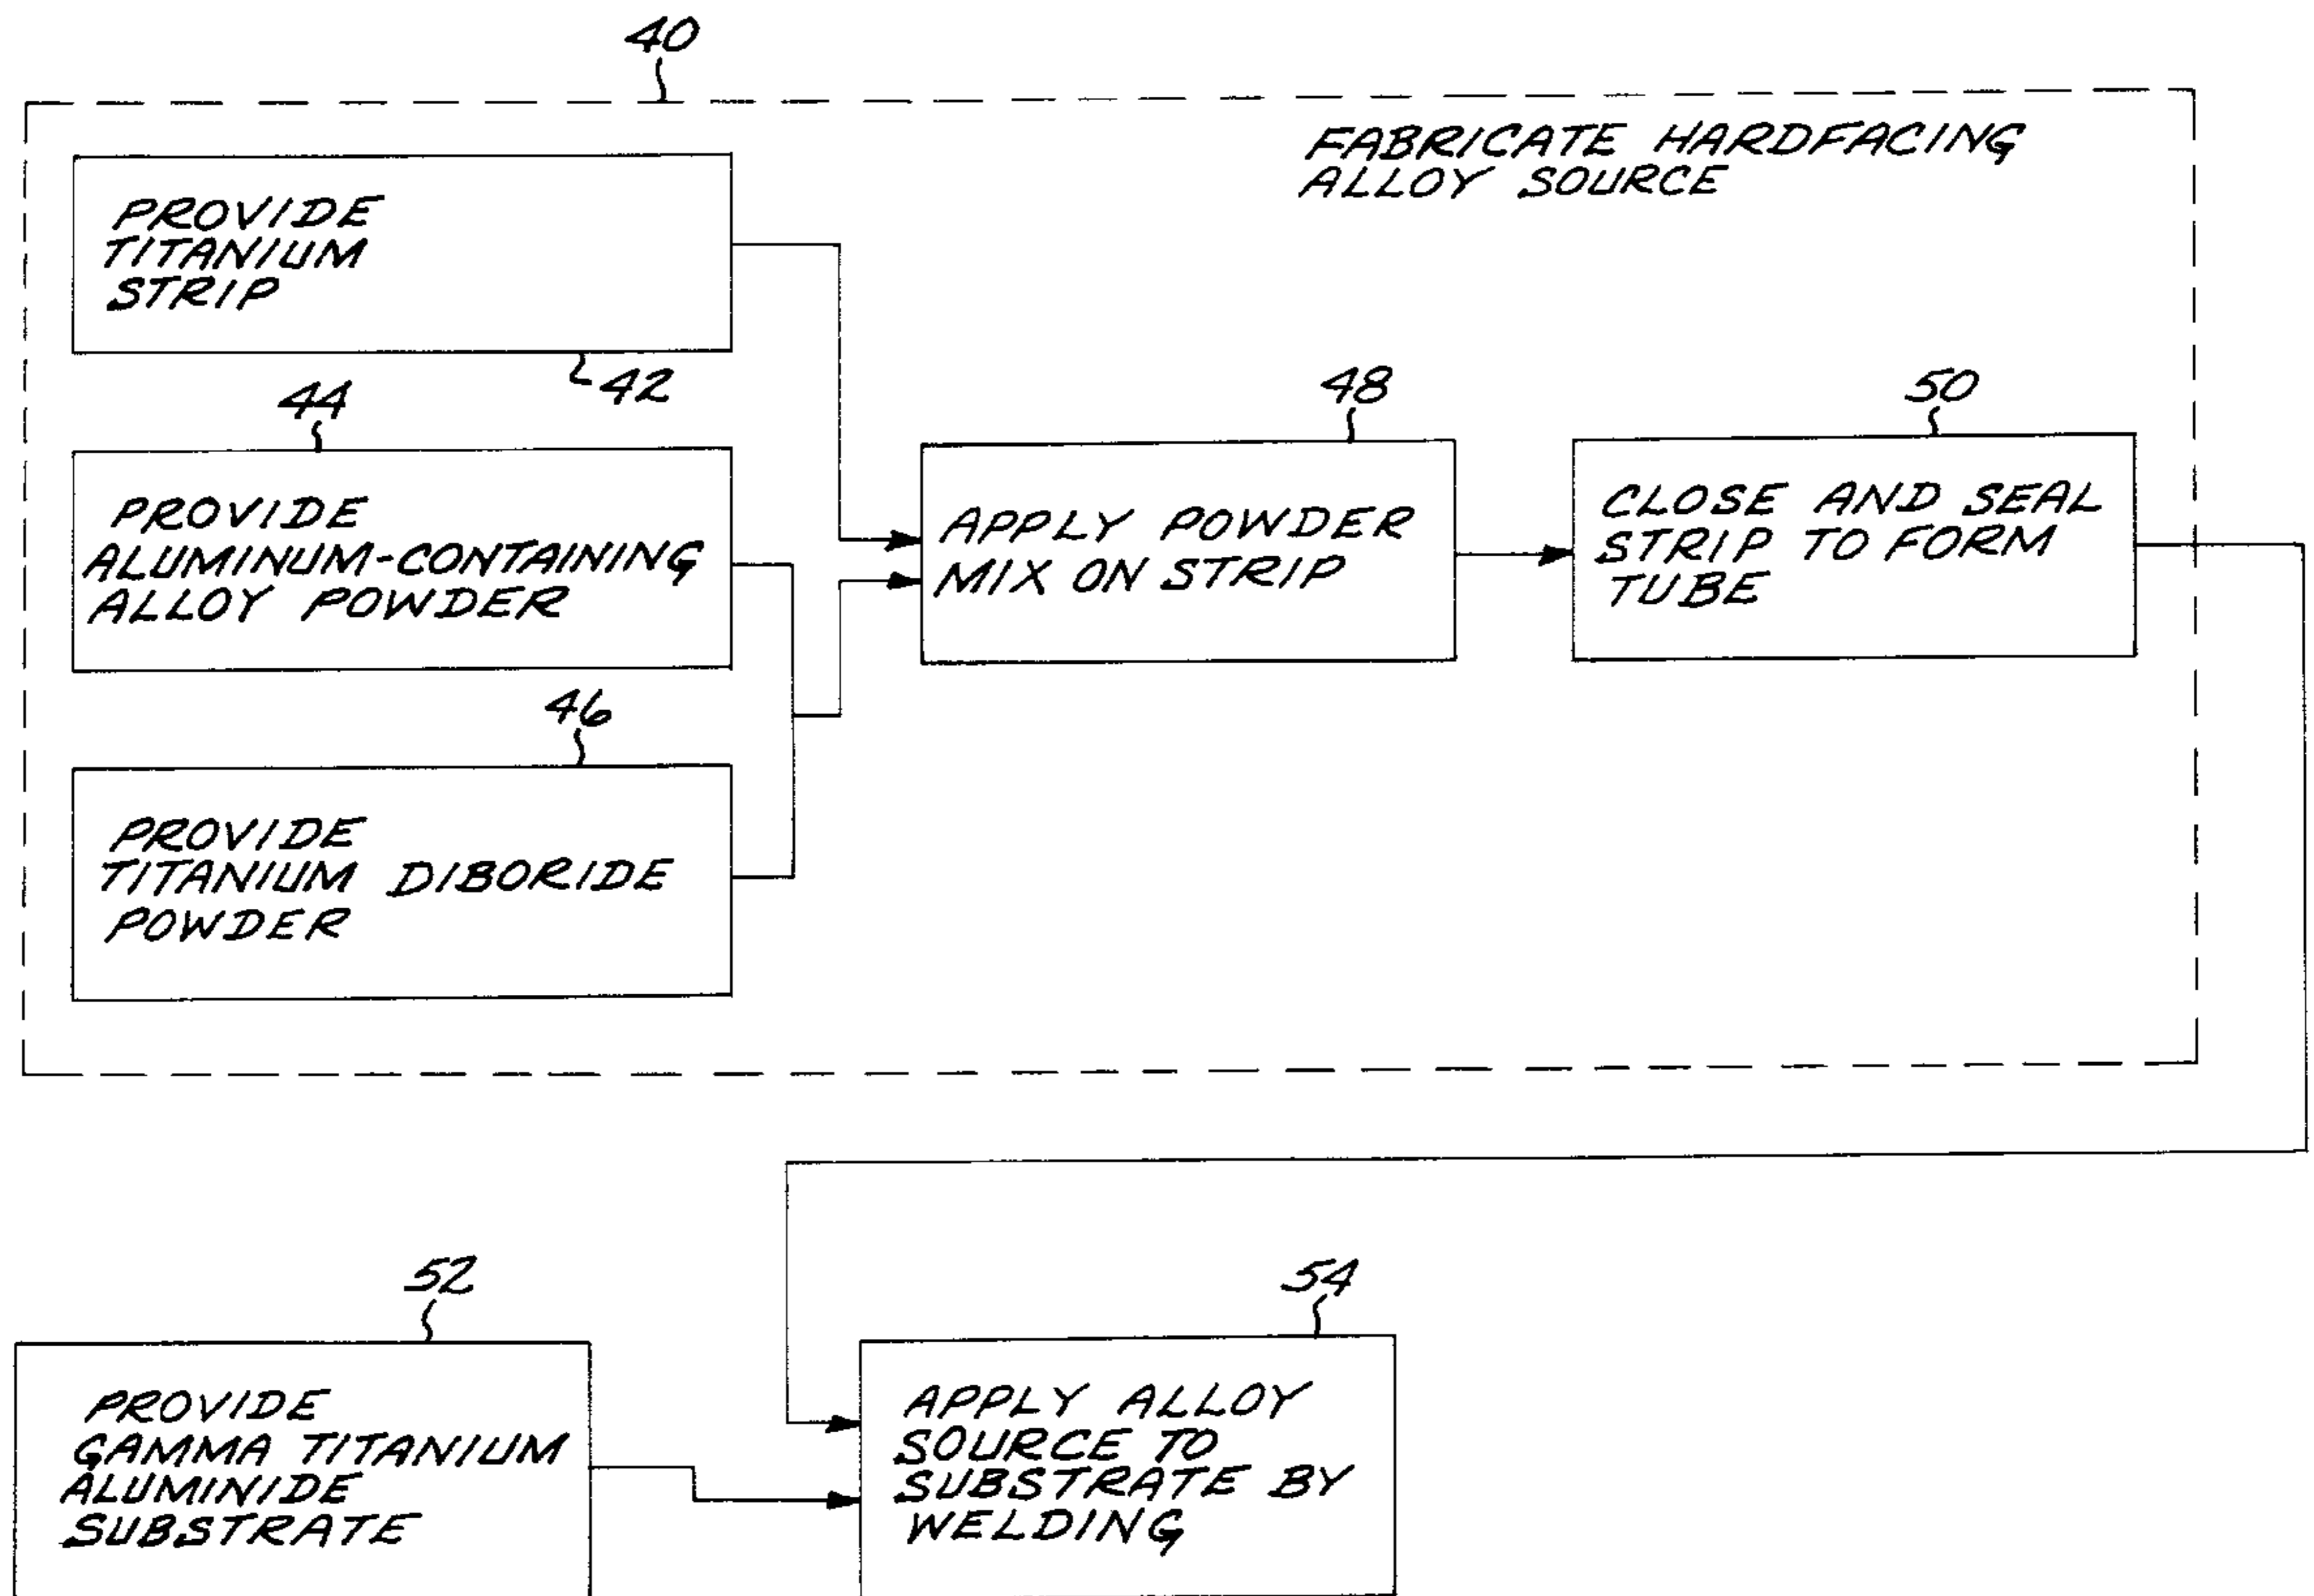 40
FABRICATE HARDFACING
ALLOY SOURCE
PROVIDE
TITANIUM
STRIP
42
44
PROVIDE
ALUMINUM-CONTAINING
ALLOY POWDER
46
PROVIDE
TITANIUM DIBORIDE
POWDER
48
APPLY POWDER
MIX ON STRIP
50
CLOSE AND SEAL
STRIP TO FORM
TUBE
52
PROVIDE
GAMMA TITANIUM
ALUMINIDE
SUBSTRATE
54
APPLY ALLOY
SOURCE TO
SUBSTRATE BY
WELDING